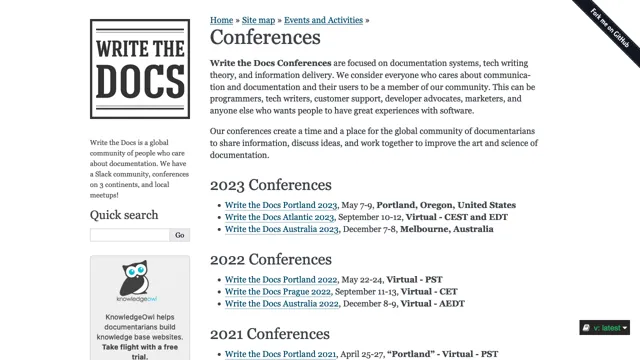 Home » Site map » Events and Activities »
Fork me on GitHub
WRITE THE
DOCS
Conferences
Write the Docs Conferences are focused on documentation systems, tech writing
theory, and information delivery. We consider everyone who cares about communica-
tion and documentation and their users to be a member of our community. This can be
programmers, tech writers, customer support, developer advocates, marketers, and
anyone else who wants people to have great experiences with software.
Our conferences create a time and a place for the global community of documentarians
to share information, discuss ideas, and work together to improve the art and science of
documentation.
Write the Docs is a global
community of people who care
about documentation. We have
a Slack community, conferences
on 3 continents, and local
meetups!
Quick search
Go
knowledgeowl
KnowledgeOwl helps
documentarians build
knowledge base websites.
Take flight with a free
trial.
2023 Conferences
• Write the Docs Portland 2023, May 7-9, Portland, Oregon, United States
• Write the Docs Atlantic 2023, September 10-12, Virtual - CEST and EDT
• Write the Docs Australia 2023, December 7-8, Melbourne, Australia
2022 Conferences
• Write the Docs Portland 2022, May 22-24, Virtual - PST
• Write the Docs Prague 2022, September 11-13, Virtual - CET
• Write the Docs Australia 2022, December 8-9, Virtual - AEDT
2021 Conferences
• Write the Docs Portland 2021, April 25-27, “Portland” - Virtual - PST
v: latest